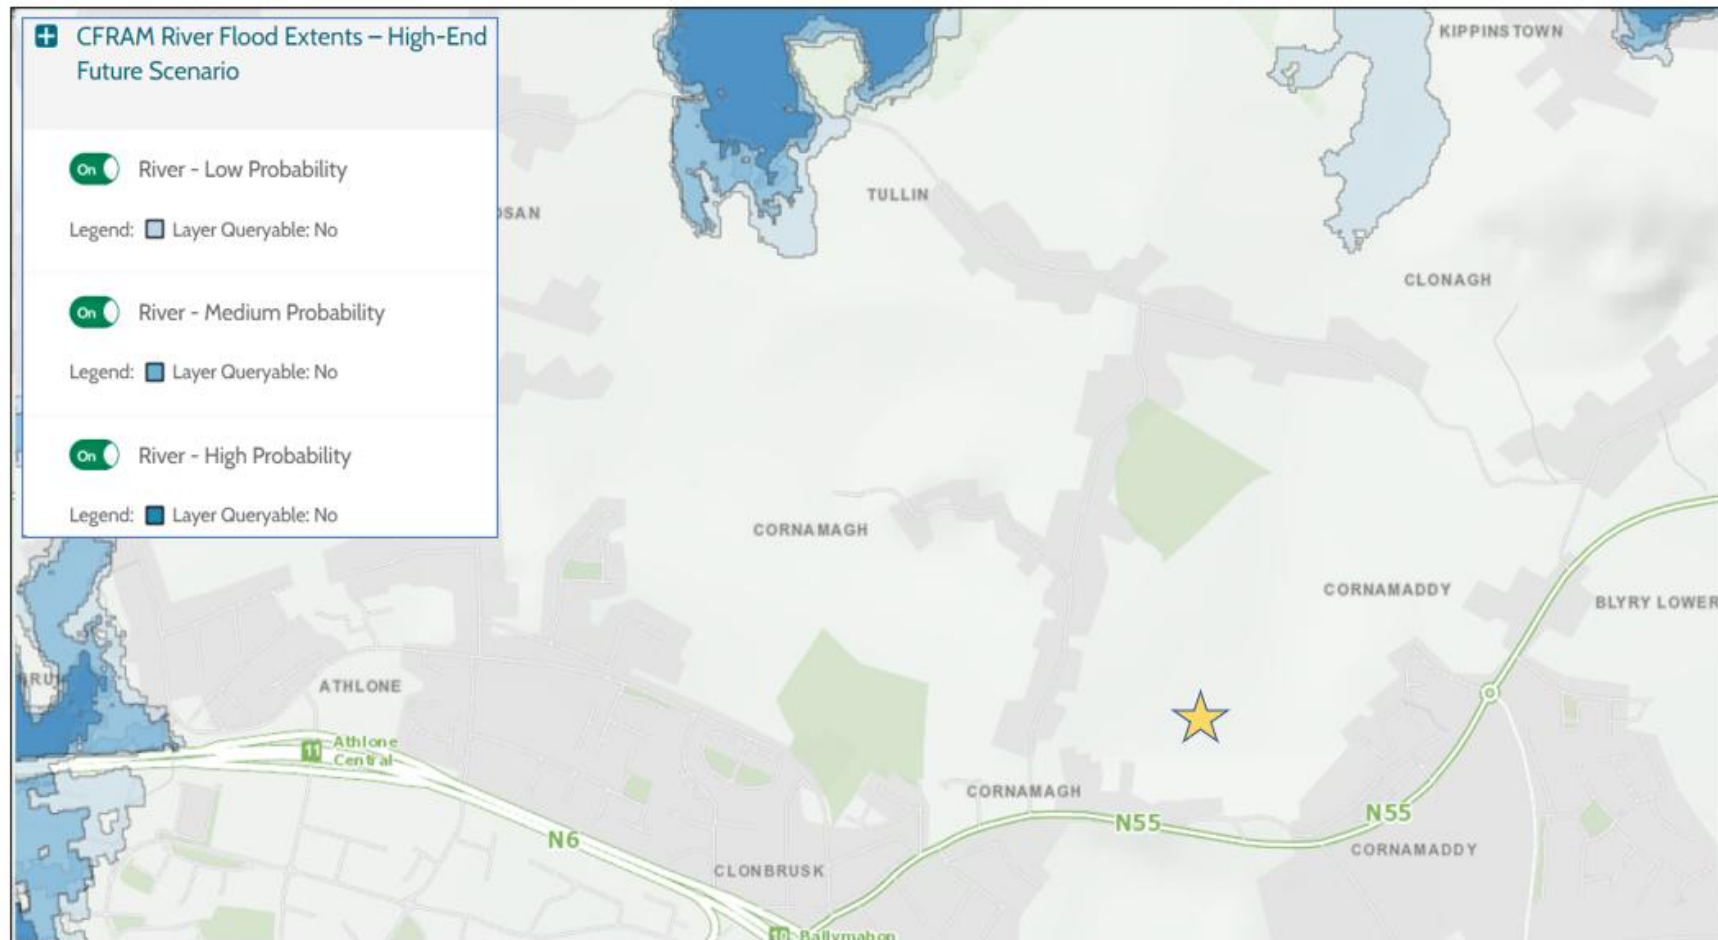 CFRAM River Flood Extents – High-End
Future Scenario
On River - Low Probability
Legend: Layer Queryable: No
On River - Medium Probability
Legend: Layer Queryable: No
On River - High Probability
Legend: Layer Queryable: No
KIPPINSTOWN
TULLIN
OSAN
CLONAGH
CORNAMAGH
CORNAMADDY
BLYRY LOWER
ATHLONE
11 Athlone
Central
CORNAMAGH
N55
N55
N6
CORNAMADDY
CLONBRUSK
10 Ballymahon